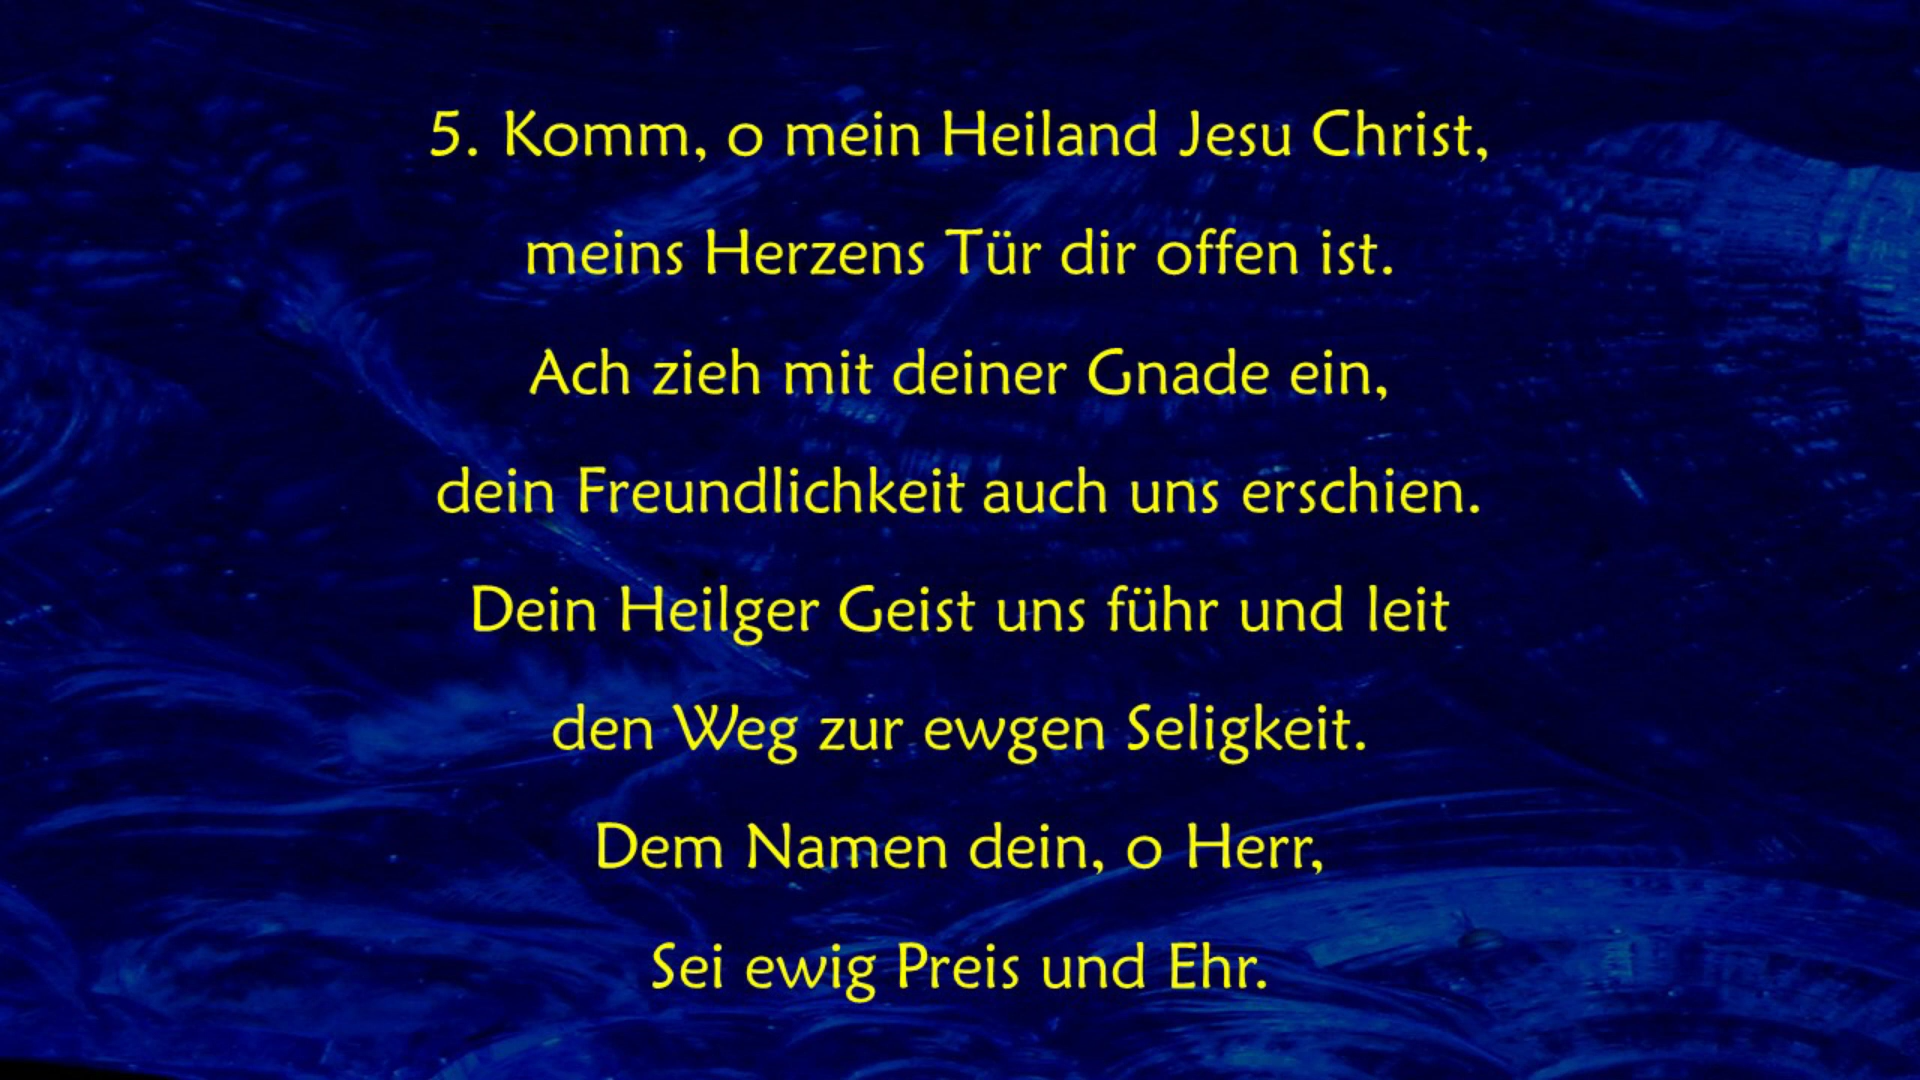 5. Komm, o mein Heiland Jesu Christ,
meins Herzens Tür dir offen ist.
Ach zieh mit deiner Gnade ein,
dein Freundlichkeit auch uns erschien.
Dein Heilger Geist uns führ und leit
den Weg zur ewgen Seligkeit.
Dem Namen dein, o Herr,
Sei ewig Preis und Ehr.